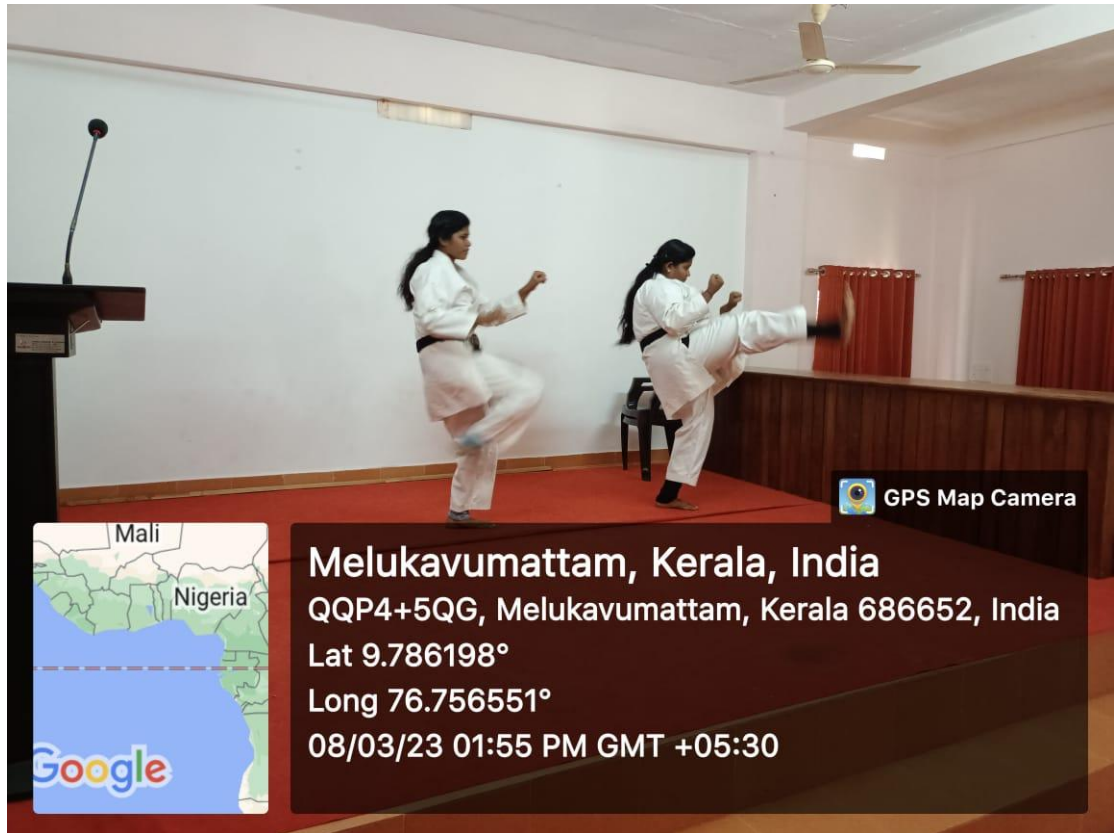 GPS Map Camera
Mali
Nigeria
Google
Melukavumattam, Kerala, India
QQP4+5QG, Melukavumattam, Kerala 686652, India
Lat 9.786198°
Long 76.756551°
08/03/23 01:55 PM GMT +05:30